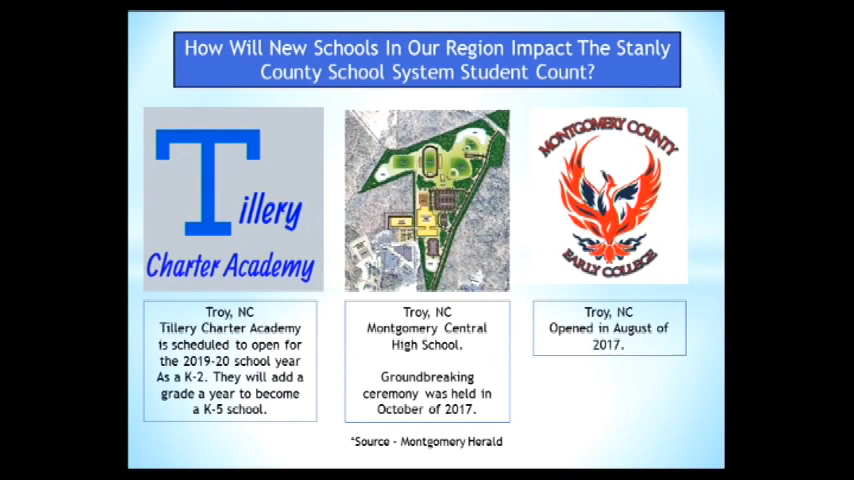 How Will New Schools In Our Region Impact The Stanly
County School System Student Count?
Tillery
Charter Academy
MONTGOMERY COUNTY
EARLY COLLEGE
Troy, NC
Tillery Charter Academy
is scheduled to open for
the 2019-20 school year
As a K-2. They will add a
grade a year to become
a K-5 school.
Troy, NC
Montgomery Central
High School.
Groundbreaking
ceremony was held in
October of 2017.
Troy, NC
Opened in August of
2017.
*Source - Montgomery Herald